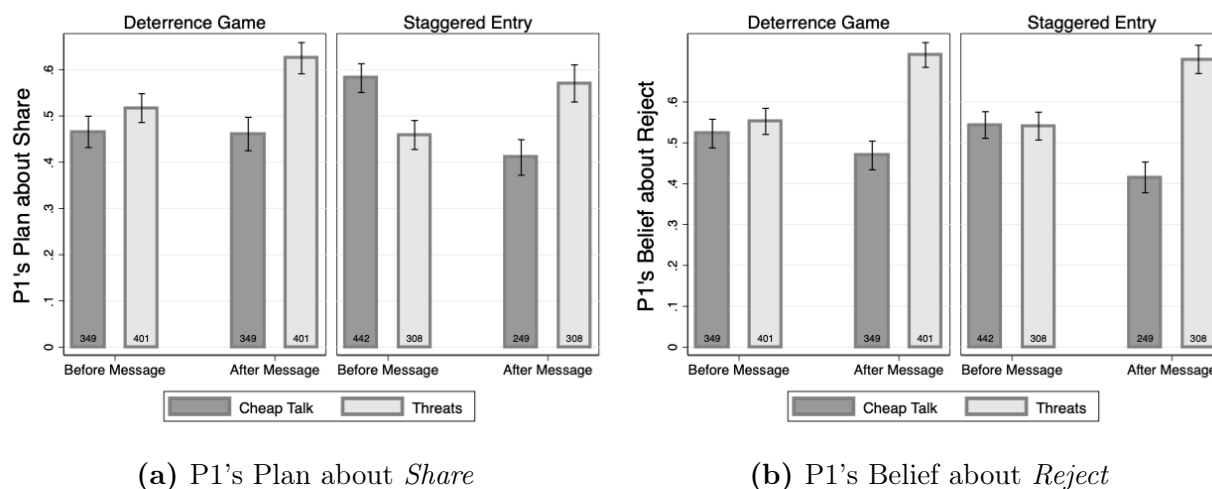 Deterrence Game Staggered Entry
P1's Plan about Share
0 .1 .2 .3 .4 .5 .6
349 401 349 401 442 308 249 308
Before Message After Message Before Message After Message
Cheap Talk Threats
(a) P1's Plan about Share
Deterrence Game Staggered Entry
P1's Belief about Reject
0 .1 .2 .3 .4 .5 .6
349 401 349 401 442 308 249 308
Before Message After Message Before Message After Message
Cheap Talk Threats
(b) P1's Belief about Reject